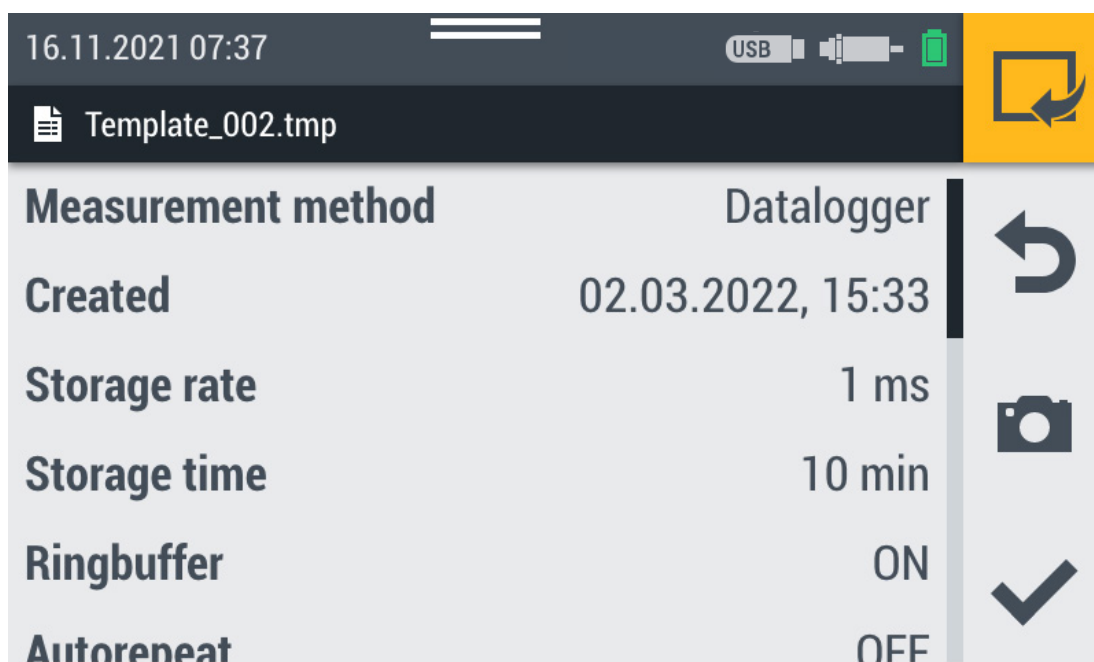 16.11.2021 07:37 USB
Template_002.tmp
Measurement method Datalogger
Created 02.03.2022, 15:33
Storage rate 1 ms
Storage time 10 min
Ringbuffer ON
Autorepeat OFF